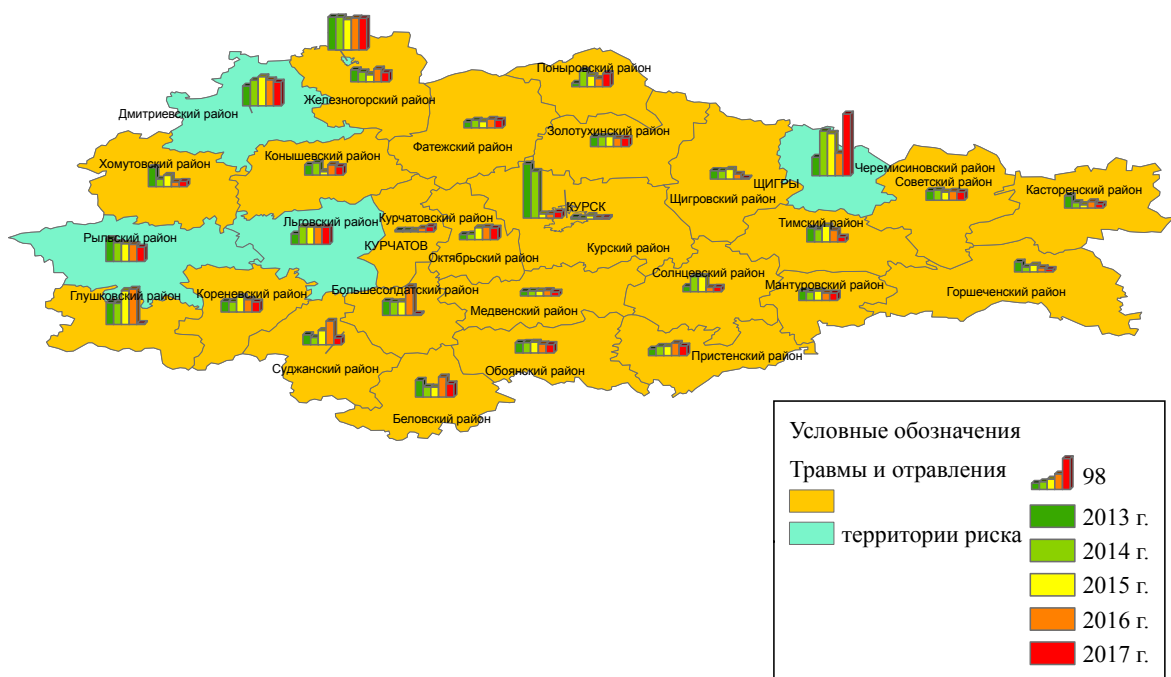 Поныровский район
Железногорский район
Дмитриевский район
Фатежский район
Золотухинский район
Хомутовский район
Конышевский район
ЩИГРЫ
Щигровский район
Черемисиновский район
Советский район
Касторенский район
Льговский район
Курчатовский район
КУРСК
КУРЧАТОВ
Октябрьский район
Курский район
Тимский район
Рыльский район
Глушковский район
Кореневский район
Большесолдатский район
Медвенский район
Солнцевский район
Мантуровский район
Горшеченский район
Суджанский район
Обоянский район
Пристенский район
Беловский район
Условные обозначения
Травмы и отравления
территории риска
98
2013 г.
2014 г.
2015 г.
2016 г.
2017 г.